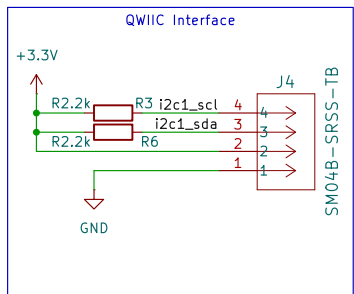 QWIIC Interface
+3.3V
J4
R2.2k R3 i2c1_scl 4 4
i2c1_sda 3 3
R2.2k R6 2 2
1 1
GND
SM04B-SRSS-TB